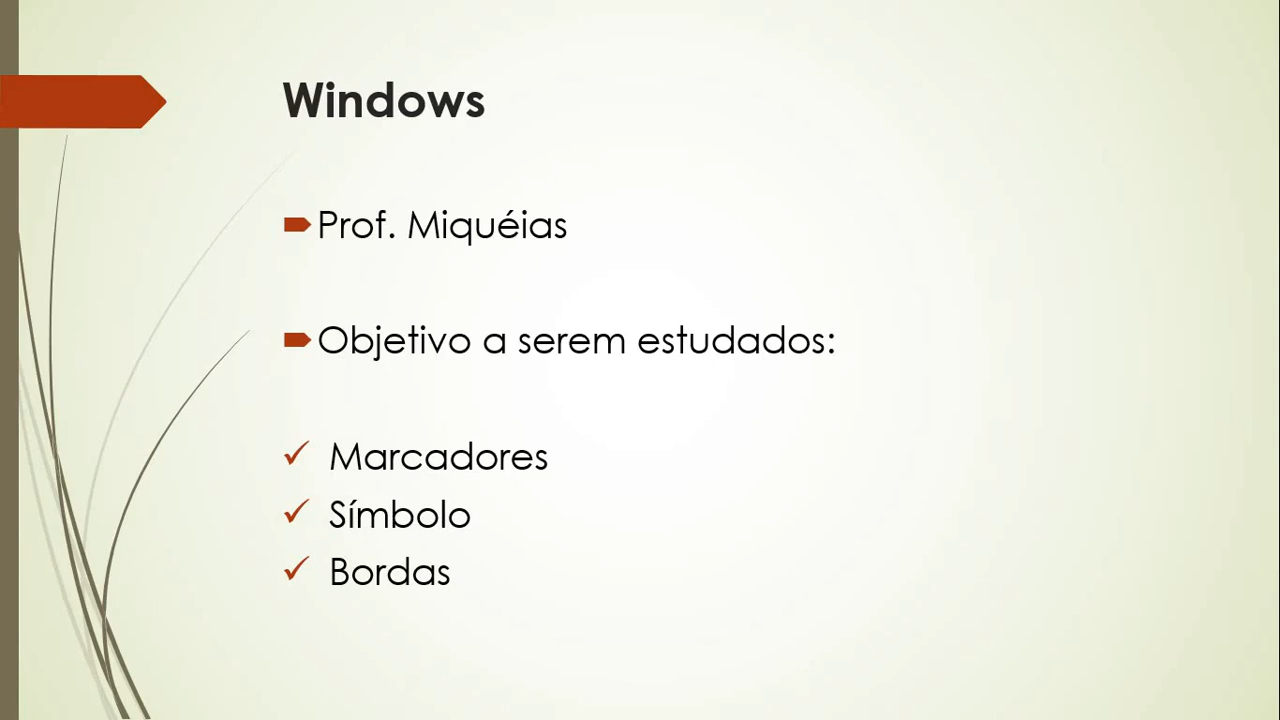 Windows
Prof. Miquéias
Objetivo a serem estudados:
Marcadores
Símbolo
Bordas